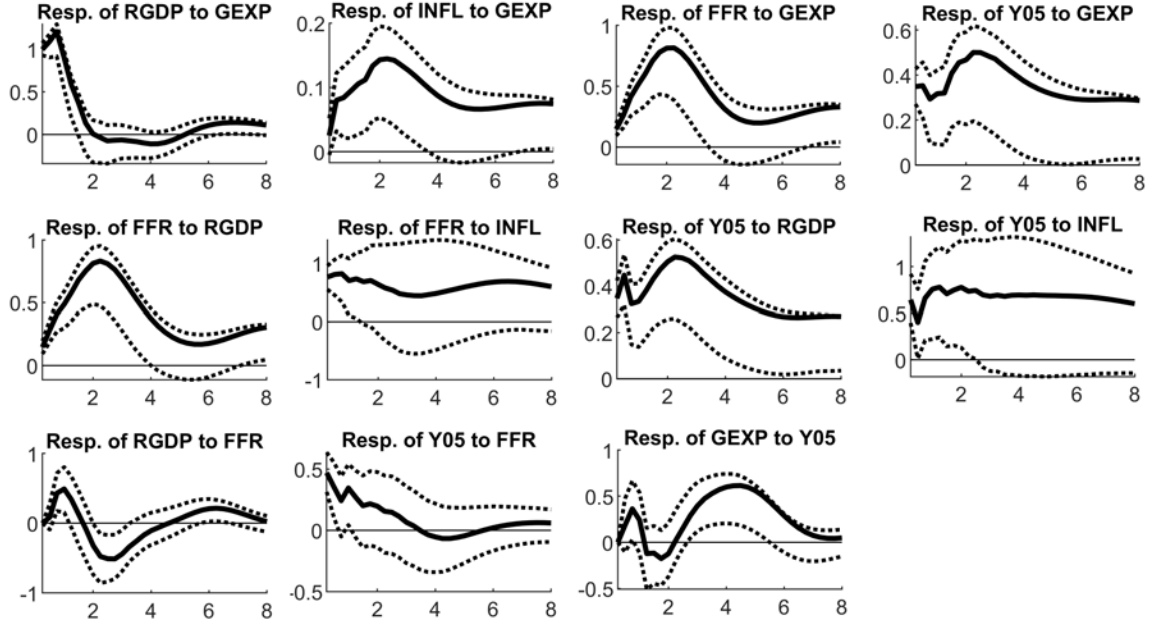 Resp. of RGDP to GEXP
1
0.5
0
2 4 6 8
Resp. of INFL to GEXP
0.2
0.1
0
2 4 6 8
Resp. of FFR to GEXP
1
0.5
0
2 4 6 8
Resp. of Y05 to GEXP
0.6
0.4
0.2
0
2 4 6 8
Resp. of FFR to RGDP
1
0.5
0
2 4 6 8
Resp. of FFR to INFL
1
0
-1
2 4 6 8
Resp. of Y05 to RGDP
0.6
0.4
0.2
0
2 4 6 8
Resp. of Y05 to INFL
1
0.5
0
2 4 6 8
Resp. of RGDP to FFR
1
0
-1
2 4 6 8
Resp. of Y05 to FFR
0.5
0
-0.5
2 4 6 8
Resp. of GEXP to Y05
1
0.5
0
-0.5
2 4 6 8